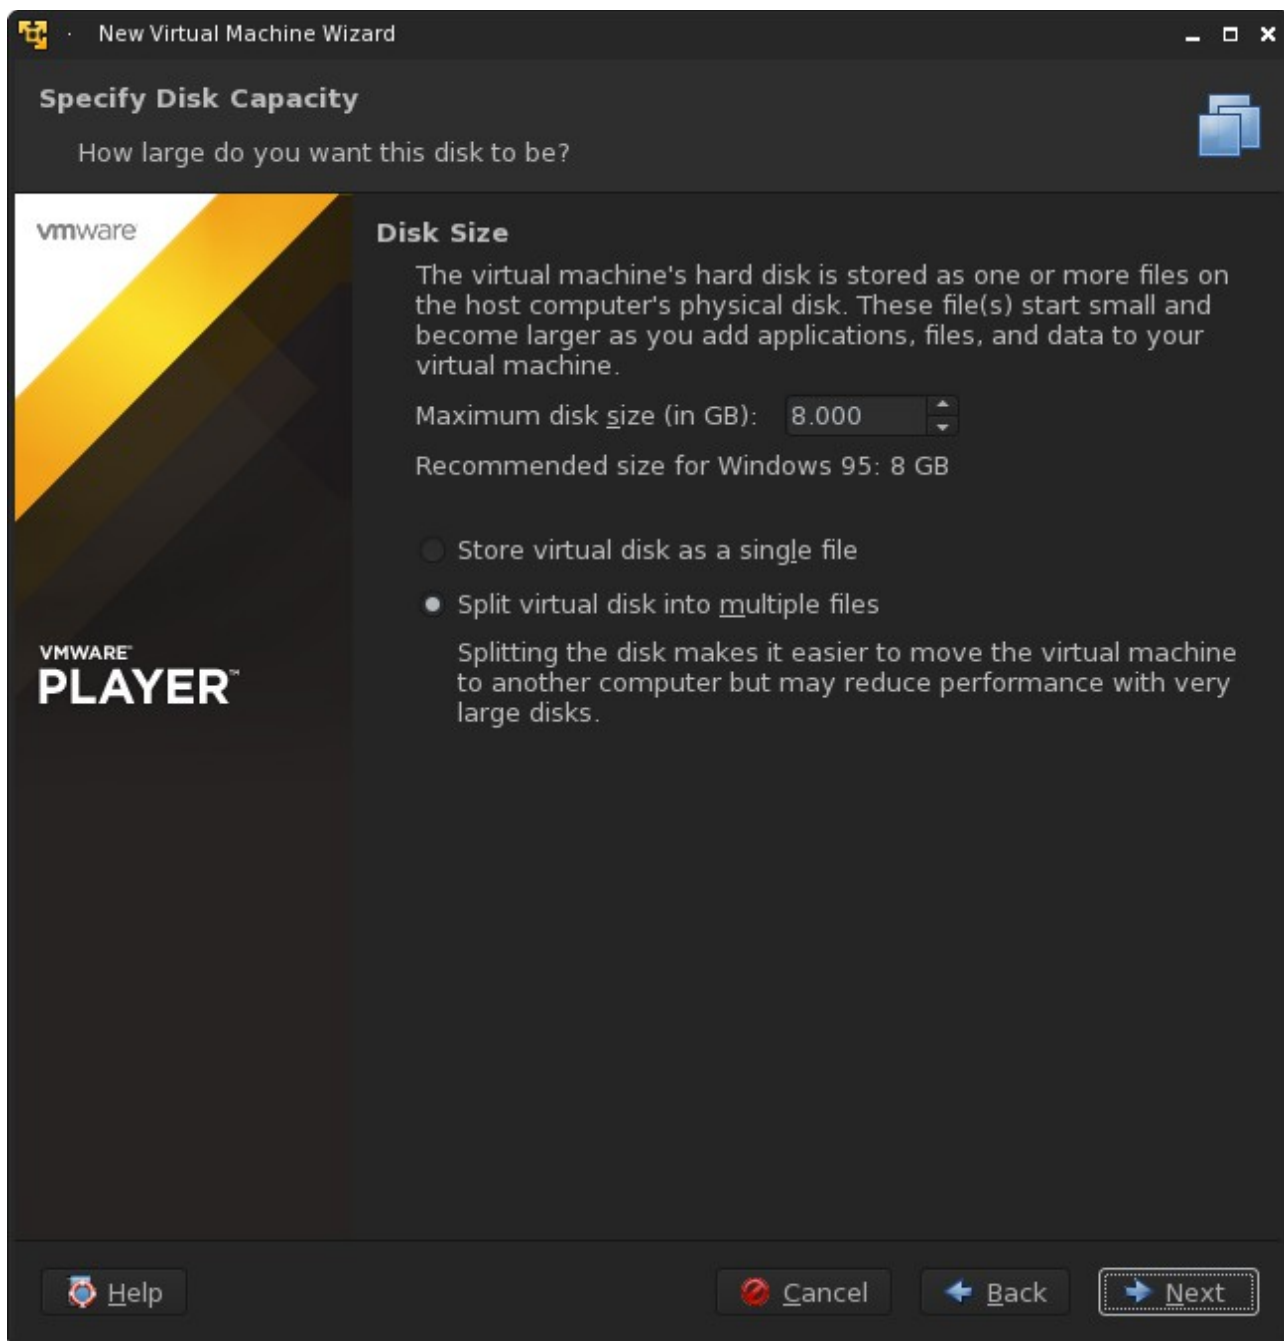 New Virtual Machine Wizard
Specify Disk Capacity
How large do you want this disk to be?
vmware
Disk Size
The virtual machine's hard disk is stored as one or more files on
the host computer's physical disk. These file(s) start small and
become larger as you add applications, files, and data to your
virtual machine.
Maximum disk size (in GB): 8.000
Recommended size for Windows 95: 8 GB
Store virtual disk as a single file
Split virtual disk into multiple files
Splitting the disk makes it easier to move the virtual machine
to another computer but may reduce performance with very
large disks.
VMWARE
PLAYER™
Help
Cancel
Back
Next